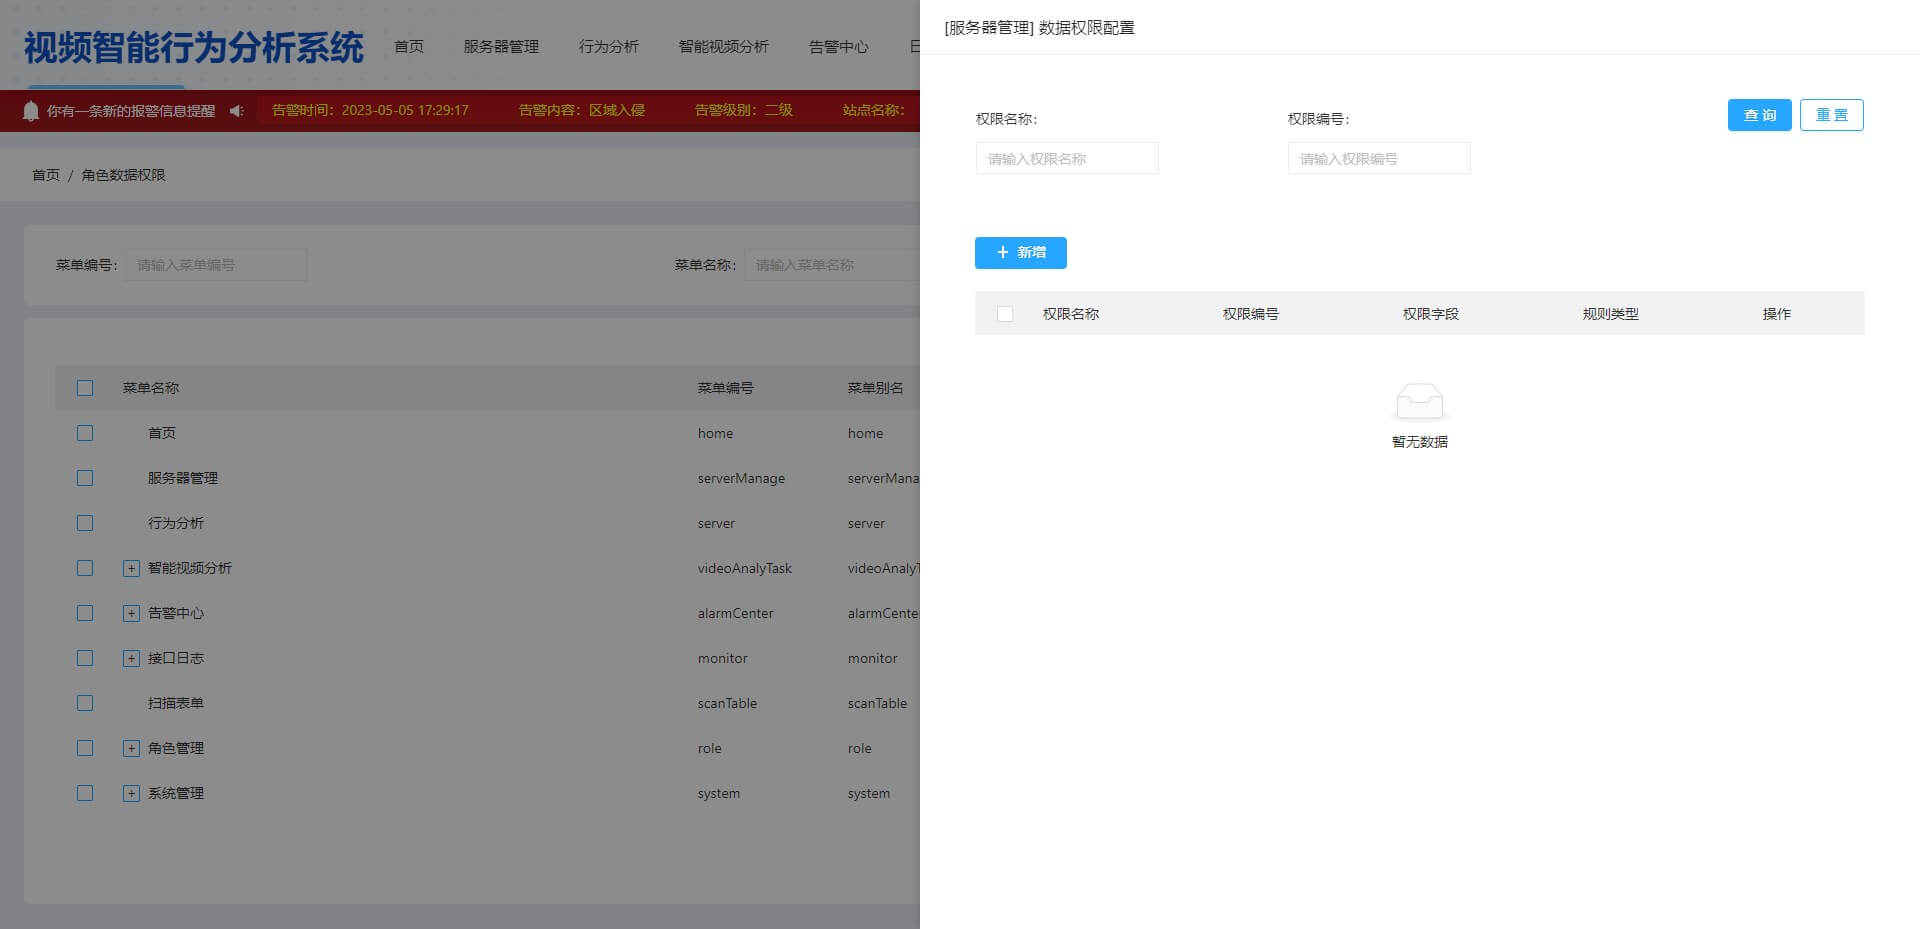 视频智能行为分析系统 首页 服务器管理 行为分析 智能视频分析 告警中心
你有一条新的报警信息提醒 告警时间：2023-05-05 17:29:17 告警内容：区域入侵 告警级别：二级 站点名称：
首页 / 角色数据权限
菜单编号： 请输入菜单编号 菜单名称： 请输入菜单名称
菜单名称 菜单编号 菜单别名
首页 home home
服务器管理 serverManage serverMana
行为分析 server server
智能视频分析 videoAnalyTask videoAnalyT
告警中心 alarmCenter alarmCente
接口日志 monitor monitor
扫描表单 scanTable scanTable
角色管理 role role
系统管理 system system
[服务器管理] 数据权限配置
权限名称： 权限编号： 查 询 重 置
请输入权限名称 请输入权限编号
+ 新增
权限名称 权限编号 权限字段 规则类型 操作
暂无数据